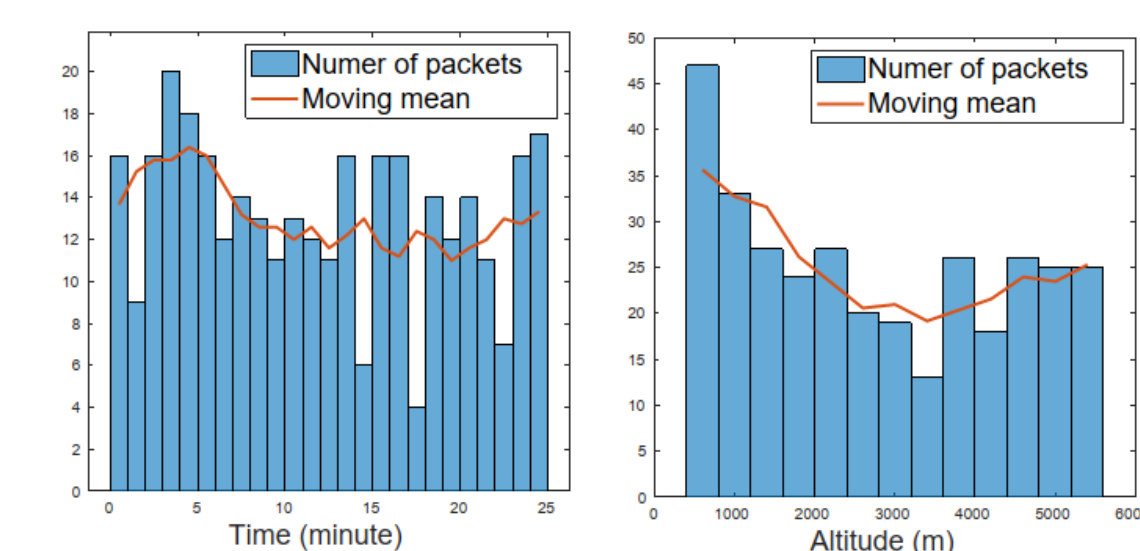 Numer of packets
Moving mean
20
18
16
14
12
10
8
6
4
2
0
0 5 10 15 20 25
Time (minute)
Numer of packets
Moving mean
50
45
40
35
30
25
20
15
10
5
0
0 1000 2000 3000 4000 5000 600
Altitude (m)